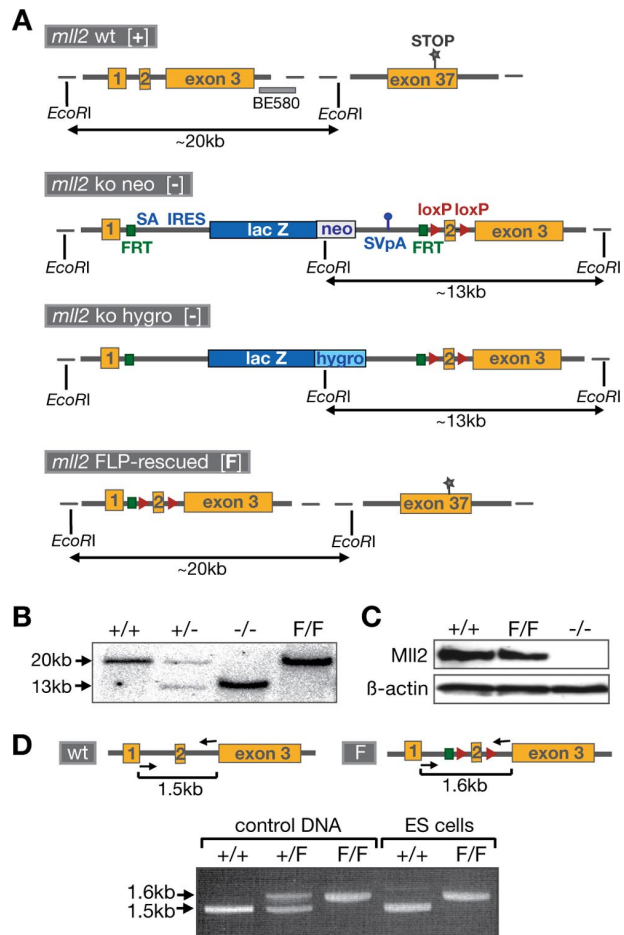 A
mll2 wt [+]
STOP
1 2 exon 3 exon 37
BE580
EcoRI EcoRI
~20kb
mll2 ko neo [-]
SA IRES loxP loxP
1 lac Z neo 2 exon 3
FRT SVpA FRT
EcoRI EcoRI EcoRI
~13kb
mll2 ko hygro [-]
1 lac Z hygro 2 exon 3
EcoRI EcoRI EcoRI
~13kb
mll2 FLP-rescued [F]
1 2 exon 3 exon 37
EcoRI EcoRI
~20kb
B
+/+ +/- -/- F/F
20kb
13kb
C
+/+ F/F -/-
Mll2
ß-actin
D
wt 1 2 exon 3
1.5kb
F 1 2 exon 3
1.6kb
control DNA ES cells
+/+ +/F F/F +/+ F/F
1.6kb
1.5kb